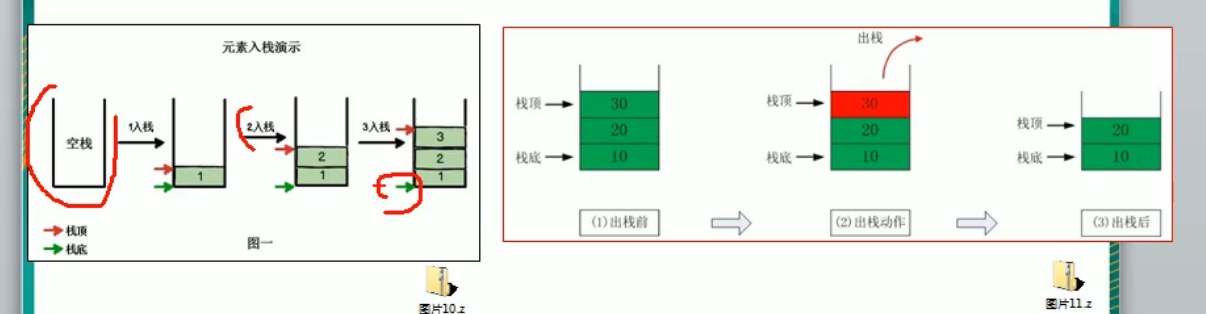 元素入栈演示
空栈
1入栈
1
2入栈
2
1
3入栈
3
2
1
栈顶
栈底
图一
图片10.z
栈顶
栈底
30
20
10
(1)出栈前
出栈
栈顶
栈底
30
20
10
(2)出栈动作
栈顶
栈底
20
10
(3)出栈后
图片11.z